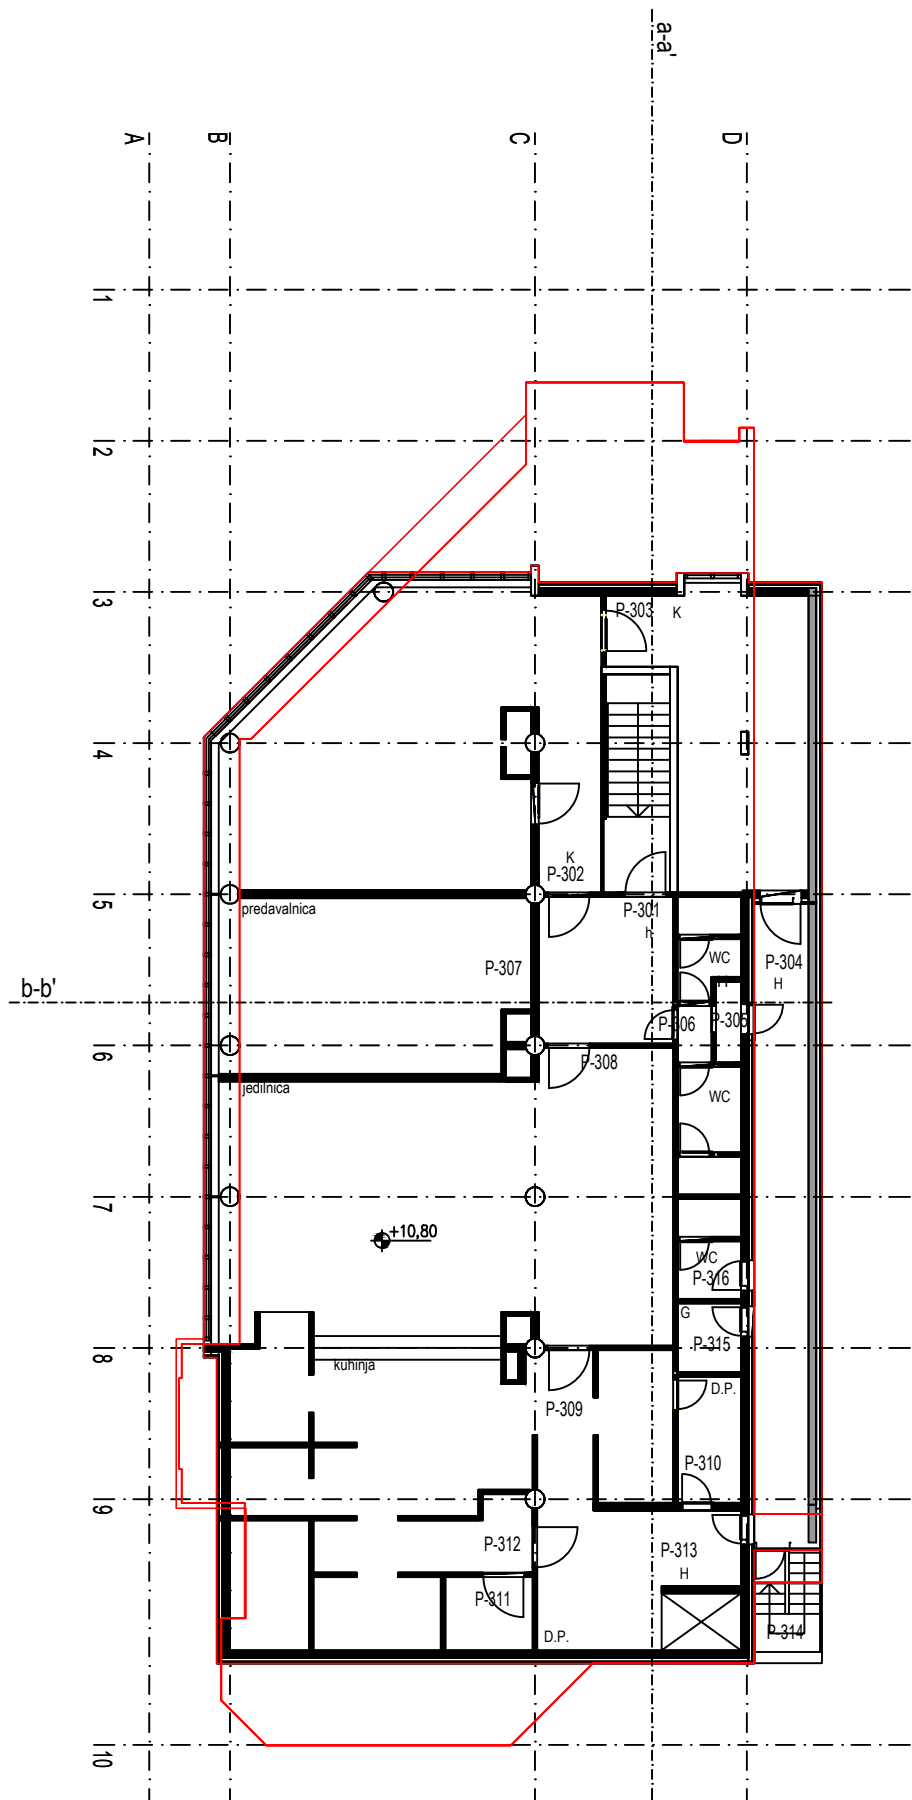 a-a'
A
B
C
D
1
2
3
P-303
K
4
K
P-302
5
predavalnica
P-301
h
P-307
WC
H
P-304
H
b-b'
P-306
P-305
6
P-308
jedilnica
WC
7
+10,80
WC
P-316
G
P-315
8
kuhinja
D.P.
P-309
P-310
9
P-312
P-313
H
P-311
P-314
D.P.
10